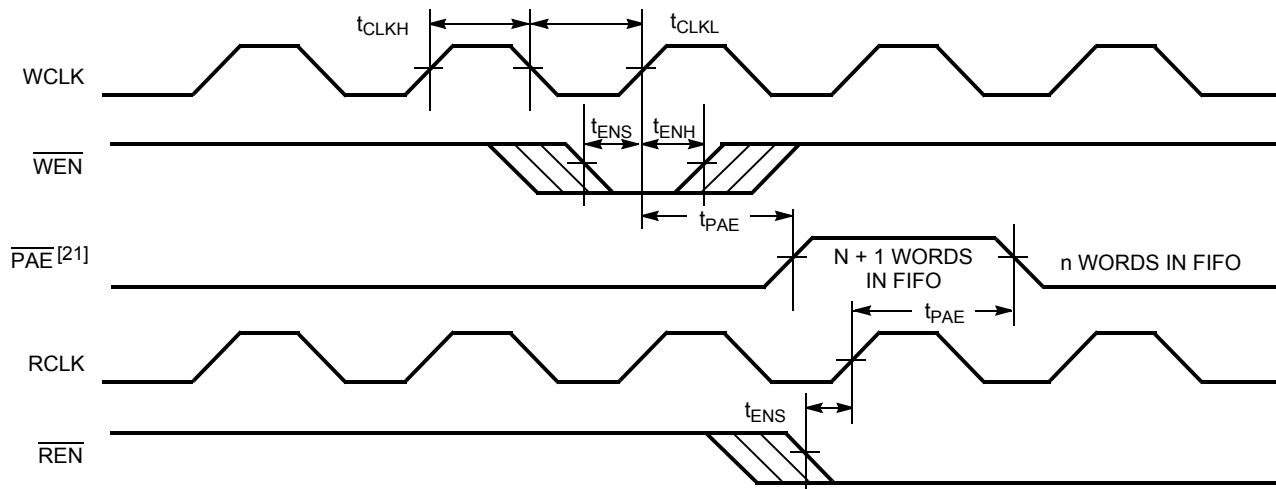 tCLKH
tCLKL
WCLK
tENS
tENH
WEN
tPAE
PAE [21]
N + 1 WORDS
IN FIFO
n WORDS IN FIFO
tPAE
RCLK
tENS
REN